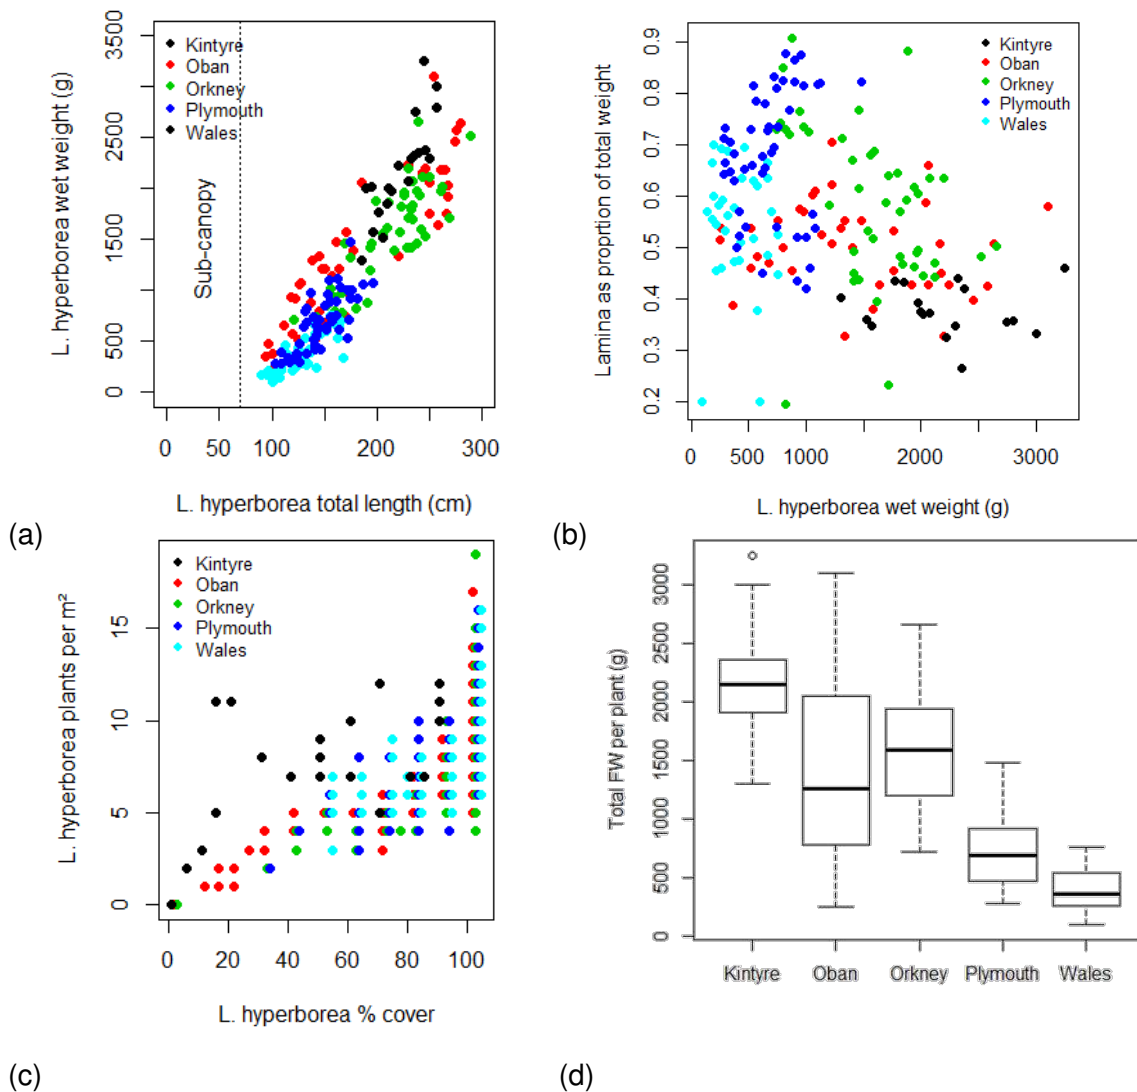 L. hyperborea wet weight (g)
3500
2500
1500
500
0
Kintyre
Oban
Orkney
Plymouth
Wales
Sub-canopy
0 50 100 200 300
L. hyperborea total length (cm)
(a)
Lamina as proprtion of total weight
0.9
0.8
0.7
0.6
0.5
0.4
0.3
0.2
Kintyre
Oban
Orkney
Plymouth
Wales
0 500 1000 2000 3000
L. hyperborea wet weight (g)
(b)
L. hyperborea plants per m²
15
10
5
0
Kintyre
Oban
Orkney
Plymouth
Wales
0 20 40 60 80 100
L. hyperborea % cover
(c)
Total FW per plant (g)
3000
2500
2000
1500
1000
500
0
Kintyre Oban Orkney Plymouth Wales
(d)